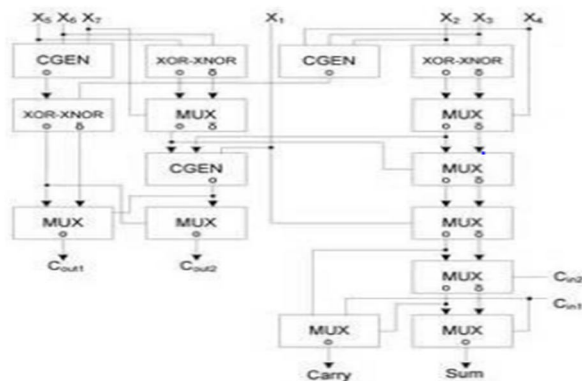 X5 X6 X7 X1 X2 X3 X4
CGEN XOR-XNOR CGEN XOR-XNOR
XOR-XNOR MUX MUX
CGEN MUX
MUX MUX MUX
Cout1 Cout2
MUX Cin2
Cin1
MUX MUX
Carry Sum